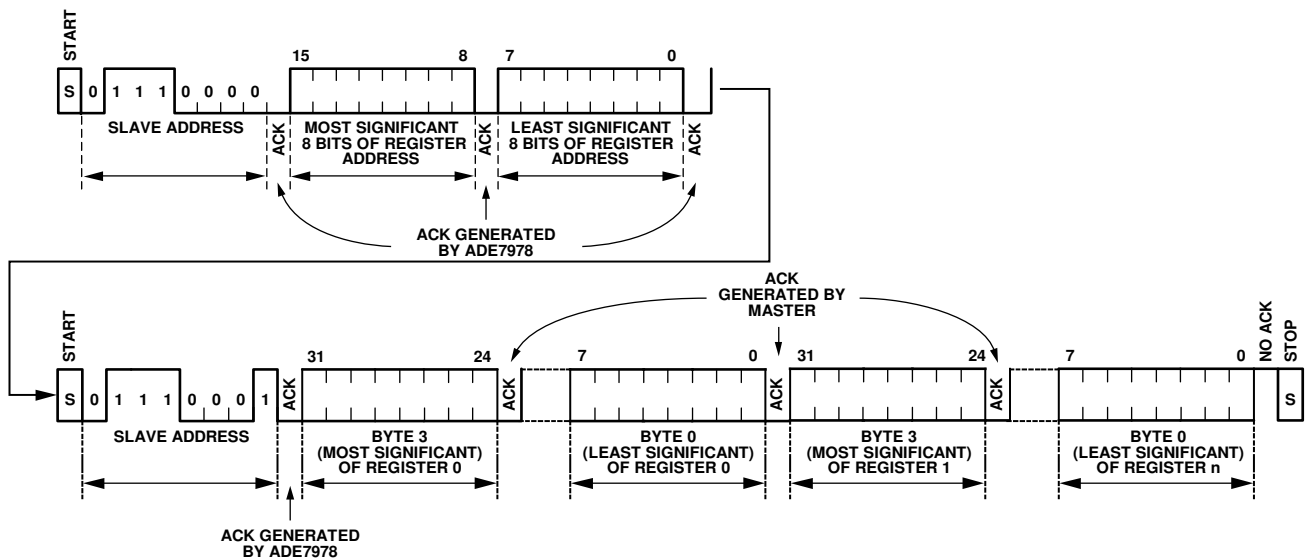 START
15 8 7 0
S 0 1 1 1 0 0 0 0
SLAVE ADDRESS
ACK
MOST SIGNIFICANT
8 BITS OF REGISTER
ADDRESS
ACK
LEAST SIGNIFICANT
8 BITS OF REGISTER
ADDRESS
ACK
ACK GENERATED
BY ADE7978
ACK
GENERATED BY
MASTER
START
31 24 7 0 31 24 7 0
NO ACK
STOP
S 0 1 1 1 0 0 0 1
ACK
ACK
ACK
ACK
S
SLAVE ADDRESS
BYTE 3
(MOST SIGNIFICANT)
OF REGISTER 0
BYTE 0
(LEAST SIGNIFICANT)
OF REGISTER 0
BYTE 3
(MOST SIGNIFICANT)
OF REGISTER 1
BYTE 0
(LEAST SIGNIFICANT)
OF REGISTER n
ACK GENERATED
BY ADE7978